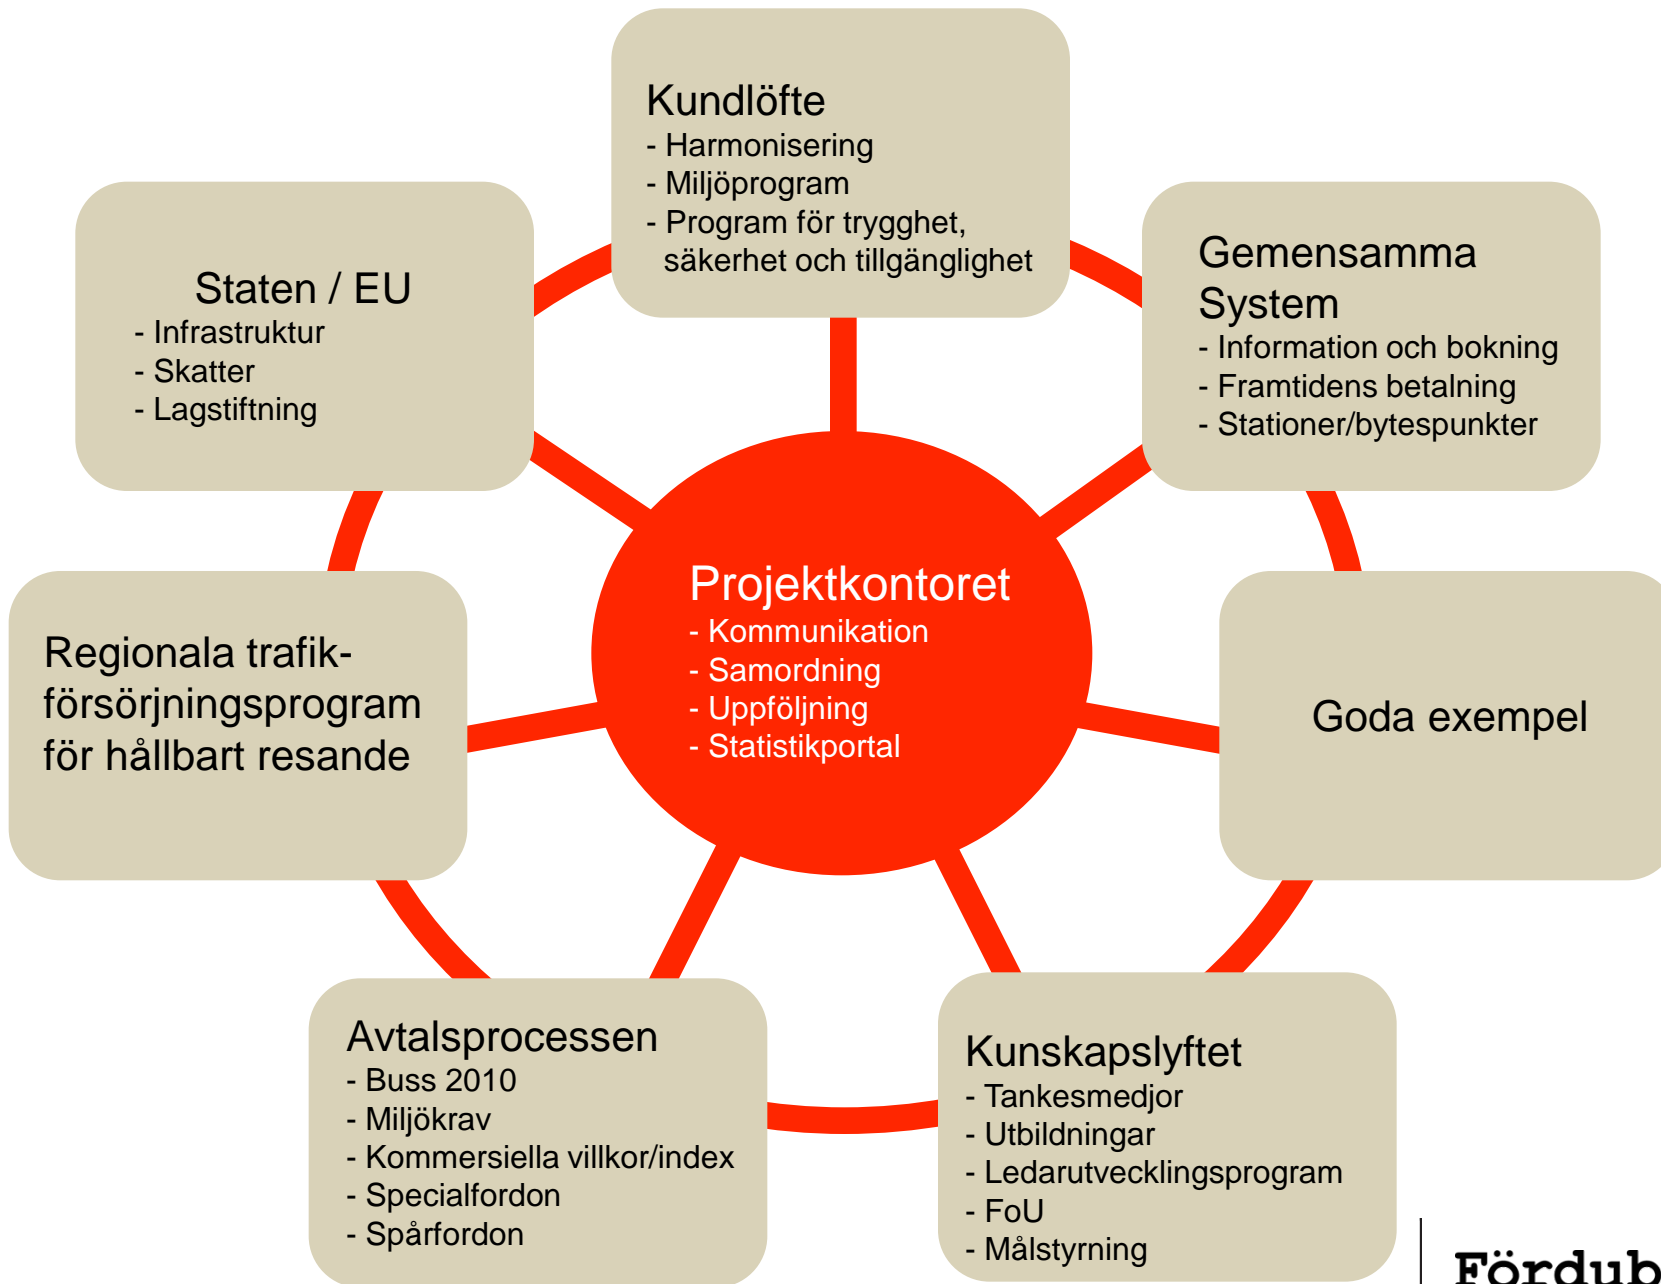 Kundlöfte
- Harmonisering
- Miljöprogram
- Program för trygghet,
säkerhet och tillgänglighet
Staten / EU
- Infrastruktur
- Skatter
- Lagstiftning
Gemensamma
System
- Information och bokning
- Framtidens betalning
- Stationer/bytespunkter
Projektkontoret
- Kommunikation
- Samordning
- Uppföljning
- Statistikportal
Regionala trafik-
försörjningsprogram
för hållbart resande
Goda exempel
Avtalsprocessen
- Buss 2010
- Miljökrav
- Kommersiella villkor/index
- Specialfordon
- Spårfordon
Kunskapslyftet
- Tankesmedjor
- Utbildningar
- Ledarutvecklingsprogram
- FoU
- Målstyrning
Fördub